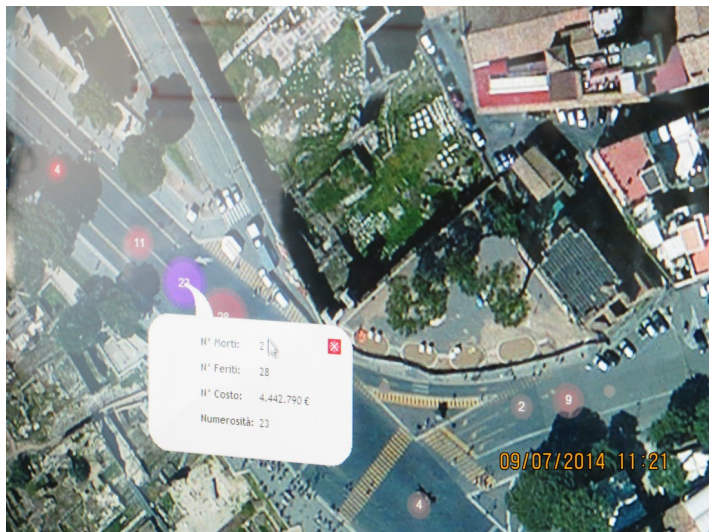 4
11
23
28
N° Morti: 2
N° Feriti: 28
N° Costo: 4.442.790 €
Numerosità: 23
2
9
4
09/07/2014 11:21